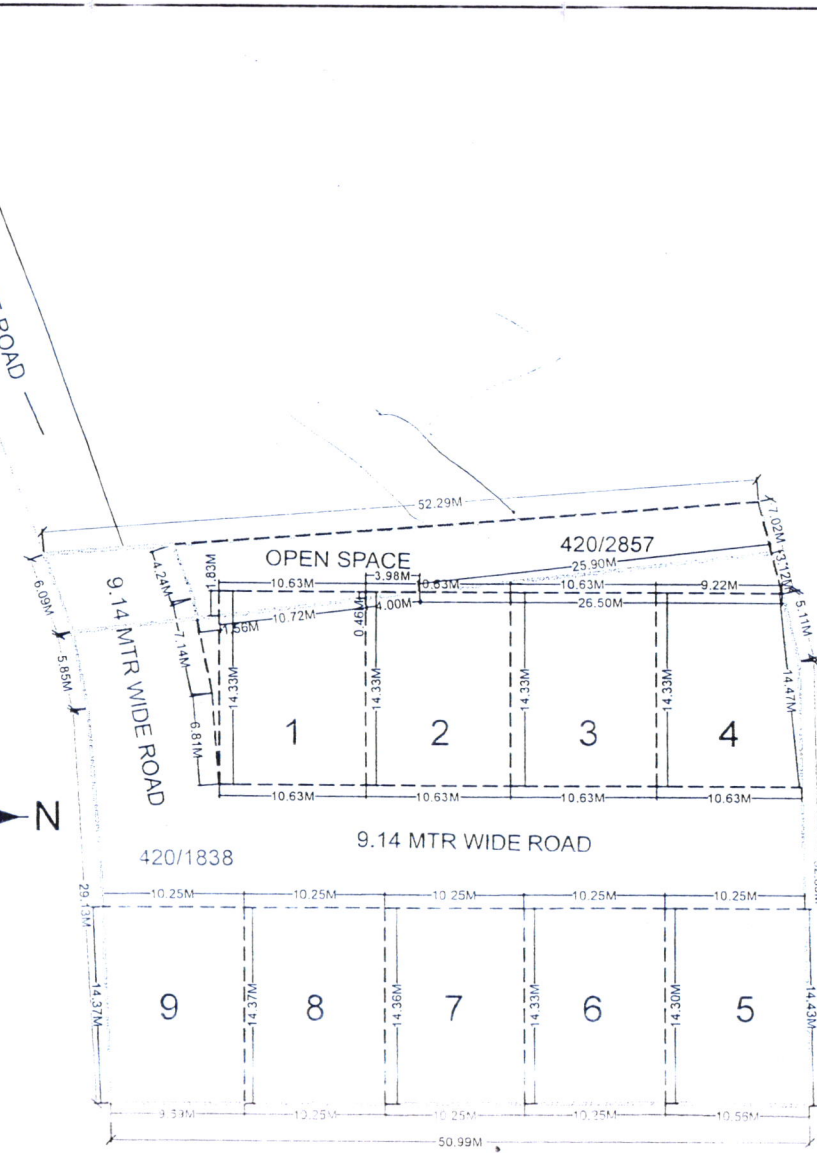 ROAD
52.29M
7.02M
420/2857
OPEN SPACE
25.90M
3.12M
6.09M
4.24M
1.83M
10.63M
3.98M
0.63M
10.63M
9.22M
5.11M
9.14 MTR WIDE ROAD
1.56M
10.72M
0.46M
4.00M
26.50M
5.85M
7.14M
14.33M
14.33M
14.33M
14.33M
14.47M
6.81M
1
2
3
4
10.63M
10.63M
10.63M
10.63M
N
9.14 MTR WIDE ROAD
420/1838
29.13M
10.25M
10.25M
10.25M
10.25M
10.25M
14.37M
14.37M
14.36M
14.33M
14.30M
14.43M
9
8
7
6
5
10.25M
10.25M
10.25M
10.56M
50.99M